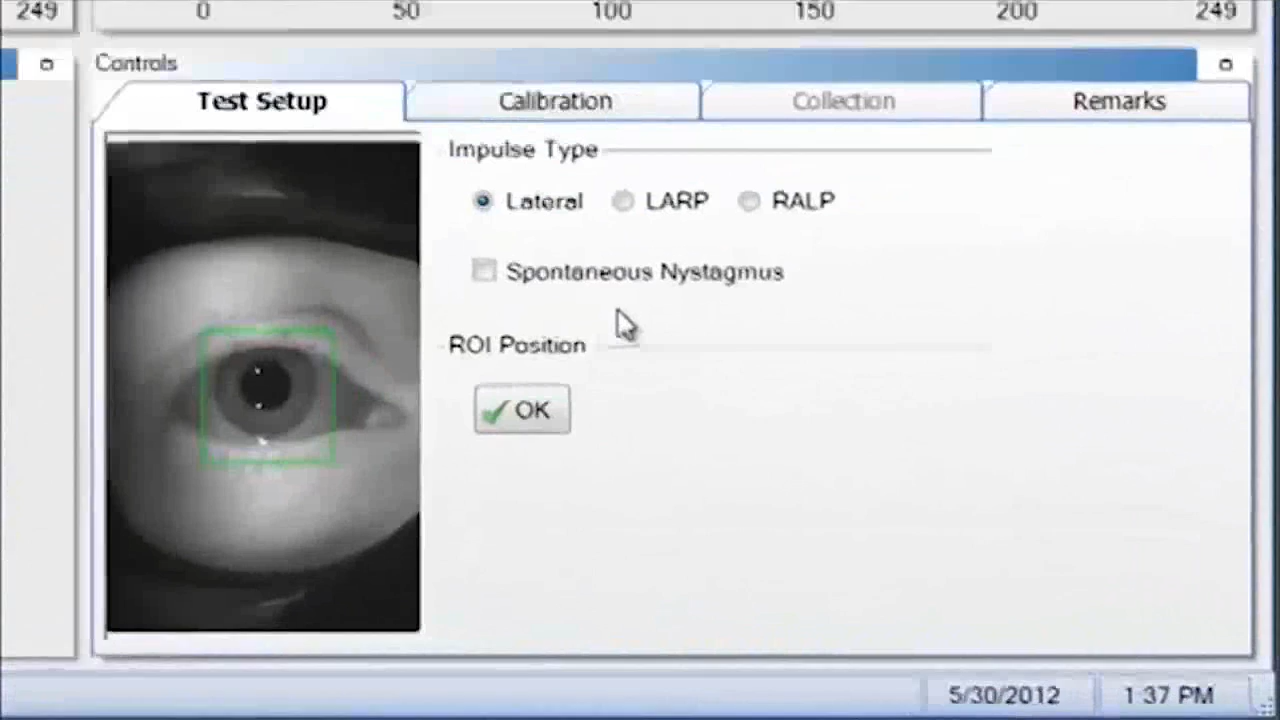 249 0 50 100 150 200 249
Controls
Test Setup Calibration Collection Remarks
Impulse Type
Lateral LARP RALP
Spontaneous Nystagmus
ROI Position
OK
5/30/2012 1:37 PM